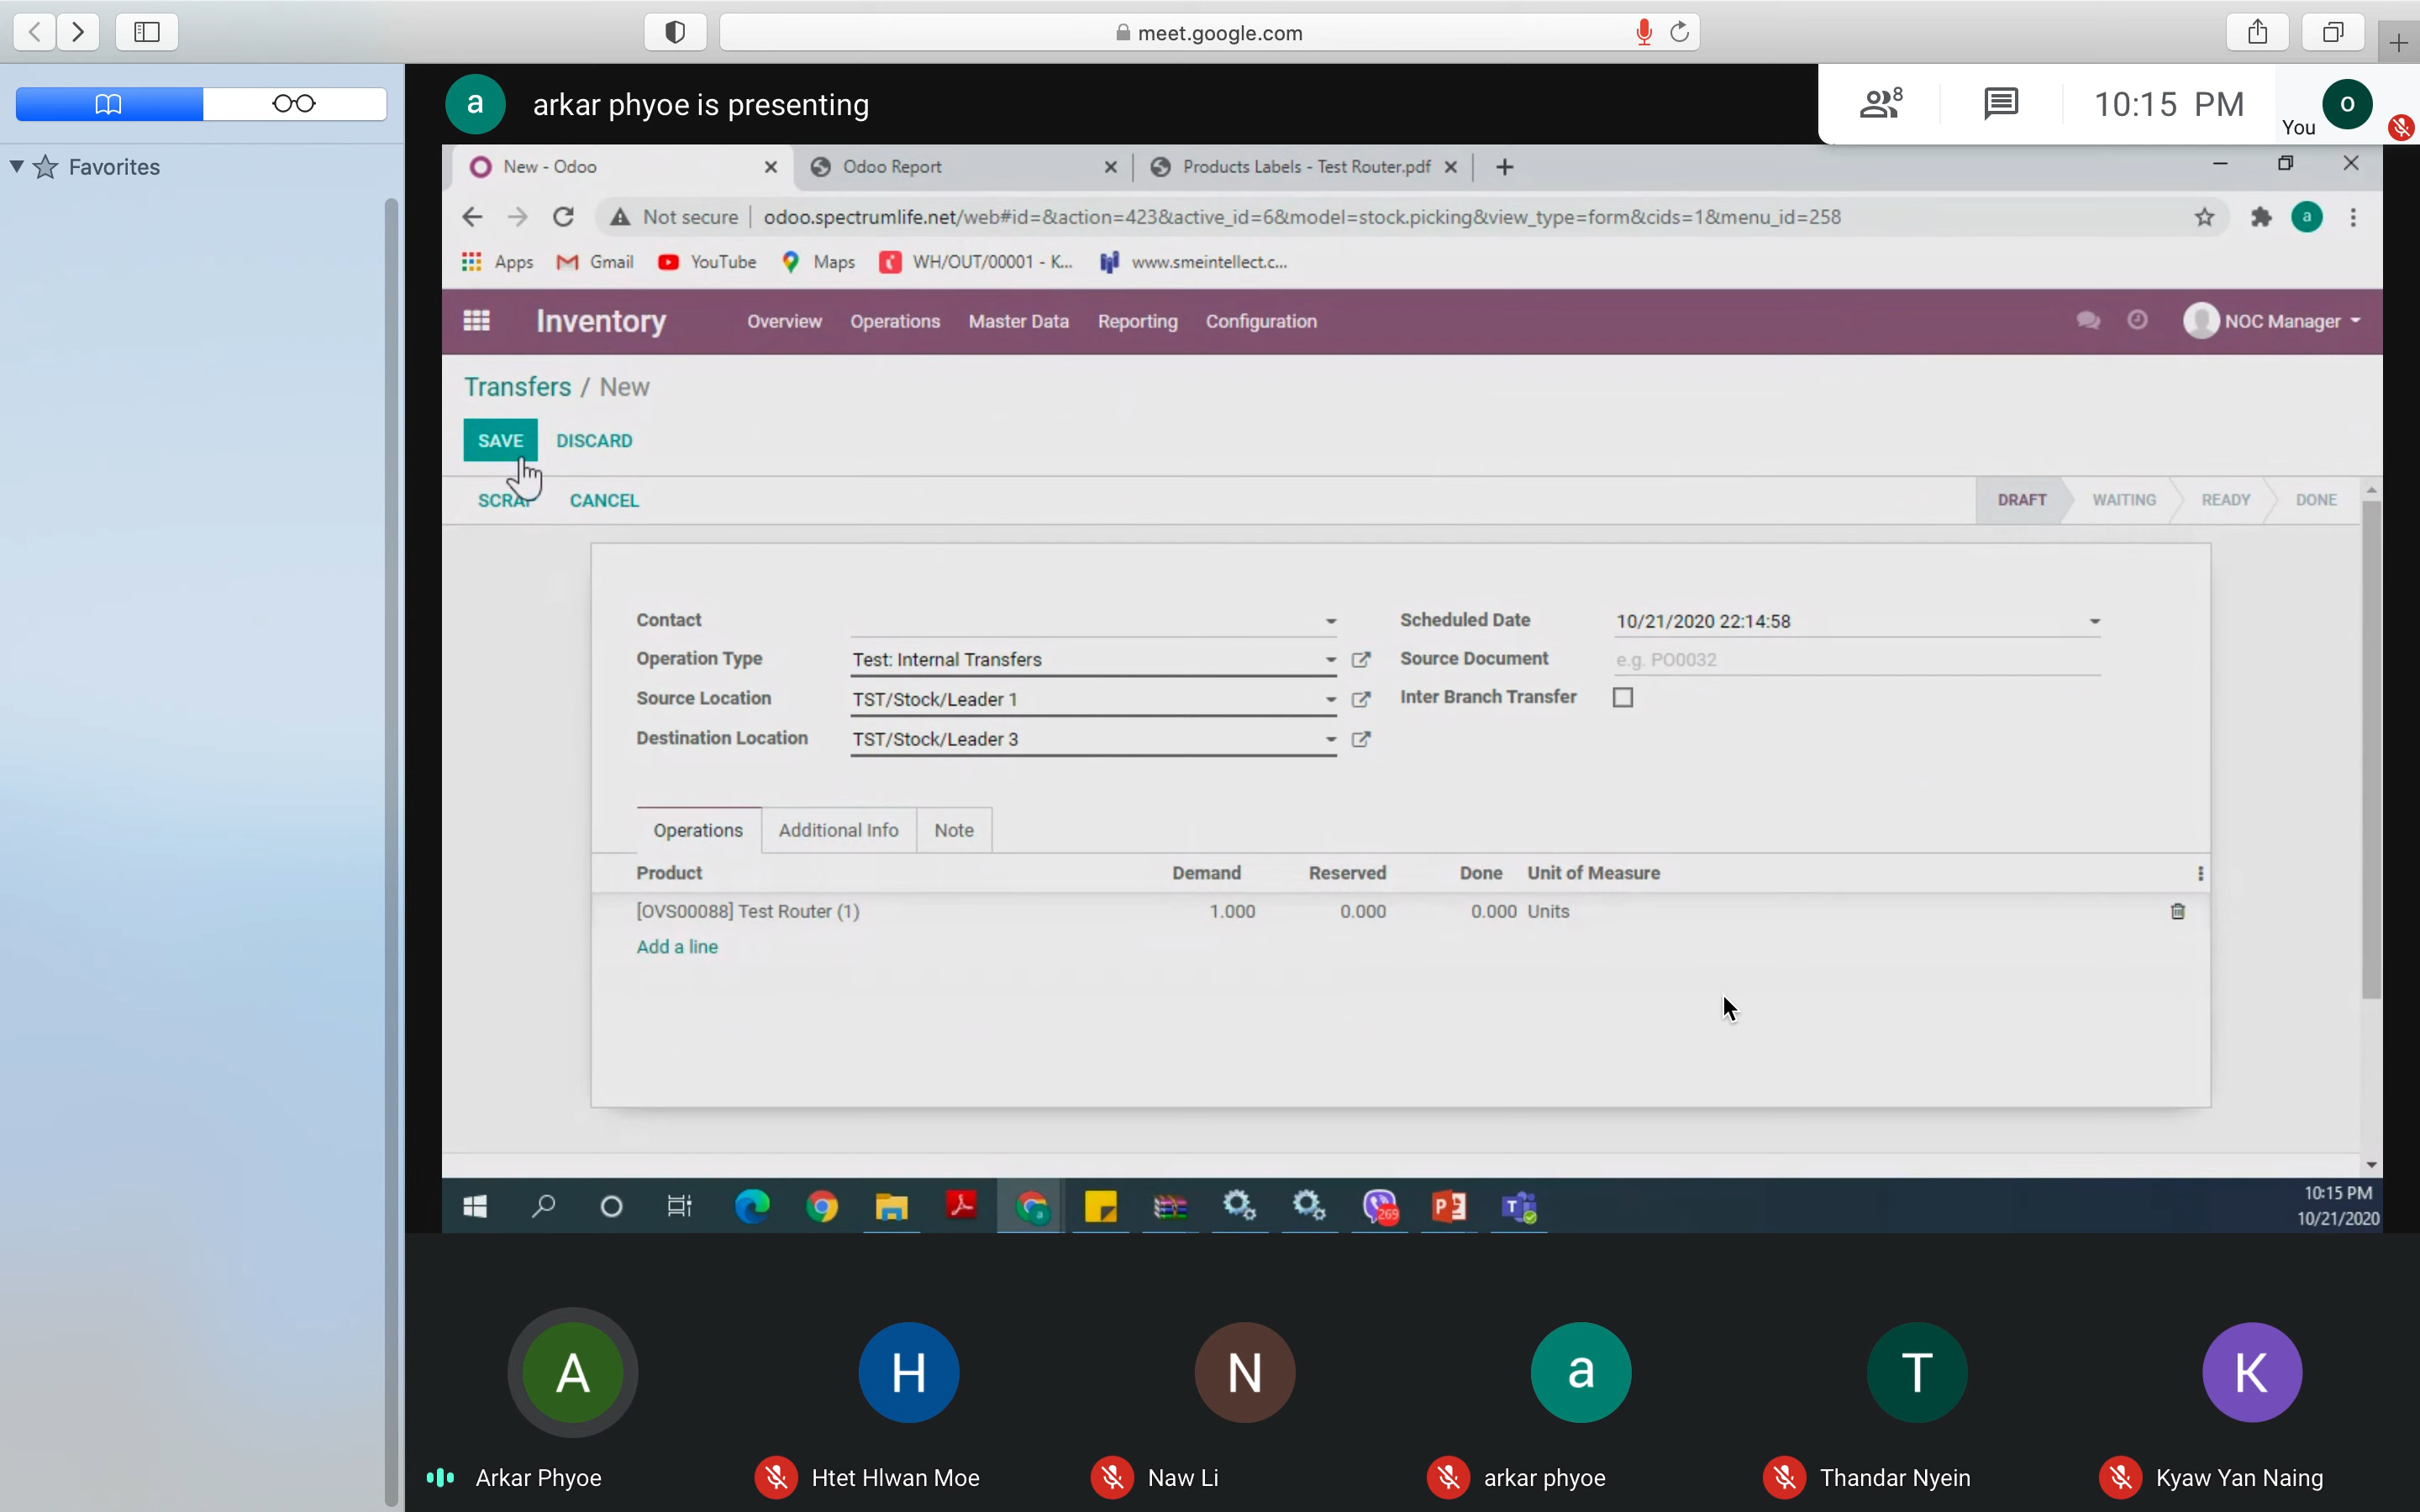 meet.google.com
Favorites
a arkar phyoe is presenting
8
10:15 PM
You
o
New - Odoo
Odoo Report
Products Labels - Test Router.pdf
Not secure
odoo.spectrumlife.net/web#id=&action=423&active_id=6&model=stock.picking&view_type=form&cids=1&menu_id=258
a
Apps
Gmail
YouTube
Maps
WH/OUT/00001 - K...
www.smeintellect.c...
Inventory
Overview
Operations
Master Data
Reporting
Configuration
NOC Manager
Transfers / New
SAVE
DISCARD
SCRAP
CANCEL
DRAFT
WAITING
READY
DONE
Contact
Scheduled Date
10/21/2020 22:14:58
Operation Type
Test: Internal Transfers
Source Document
e.g. PO0032
Source Location
TST/Stock/Leader 1
Inter Branch Transfer
Destination Location
TST/Stock/Leader 3
Operations
Additional Info
Note
Product
Demand
Reserved
Done
Unit of Measure
[OVS00088] Test Router (1)
1.000
0.000
0.000
Units
Add a line
269
10:15 PM
10/21/2020
A
H
N
a
T
K
Arkar Phyoe
Htet Hlwan Moe
Naw Li
arkar phyoe
Thandar Nyein
Kyaw Yan Naing